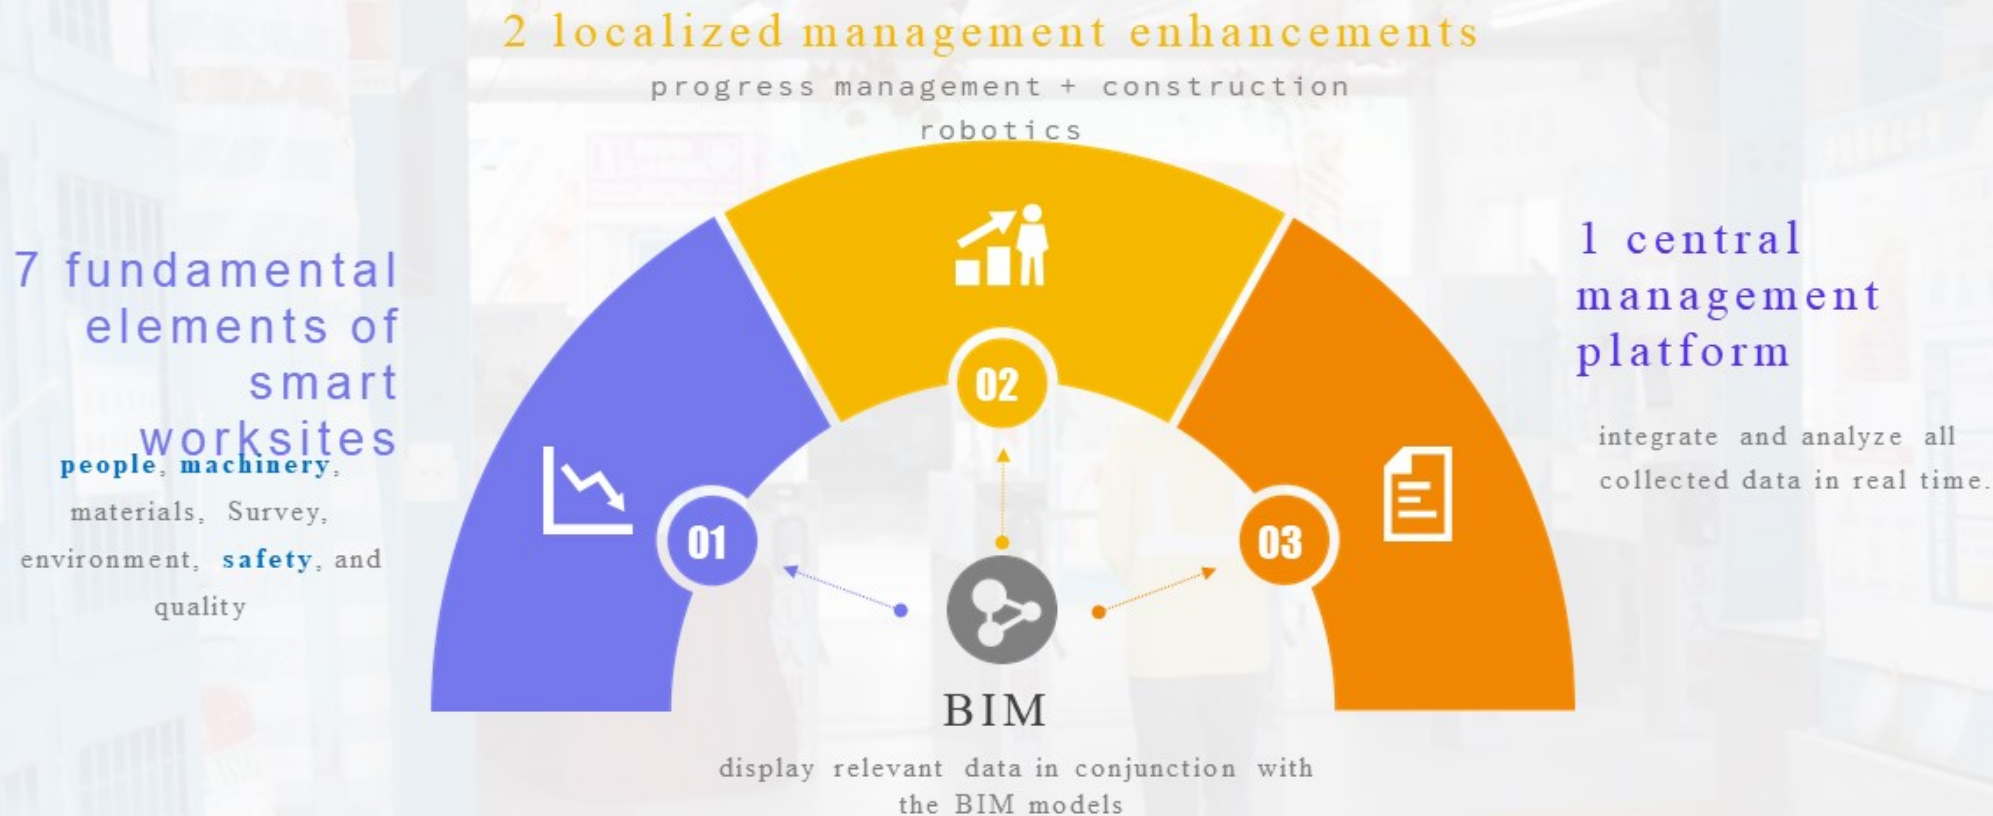 2 localized management enhancements
progress management + construction
robotics
7 fundamental
elements of
smart
worksites
people, machinery,
materials, Survey,
environment, safety, and
quality
01
02
03
1 central
management
platform
integrate and analyze all
collected data in real time.
BIM
display relevant data in conjunction with
the BIM models